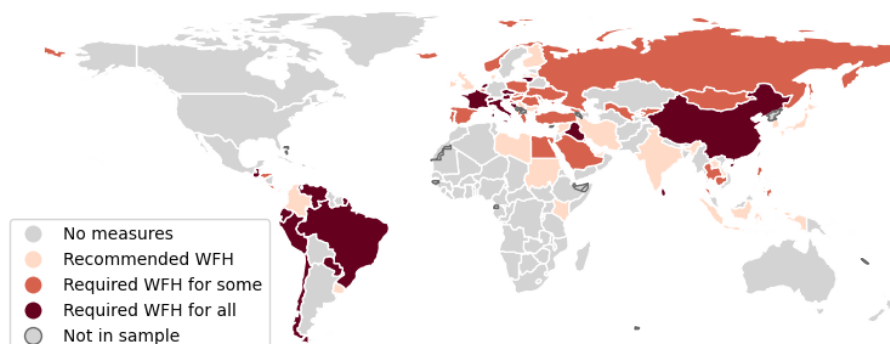 No measures
Recommended WFH
Required WFH for some
Required WFH for all
Not in sample